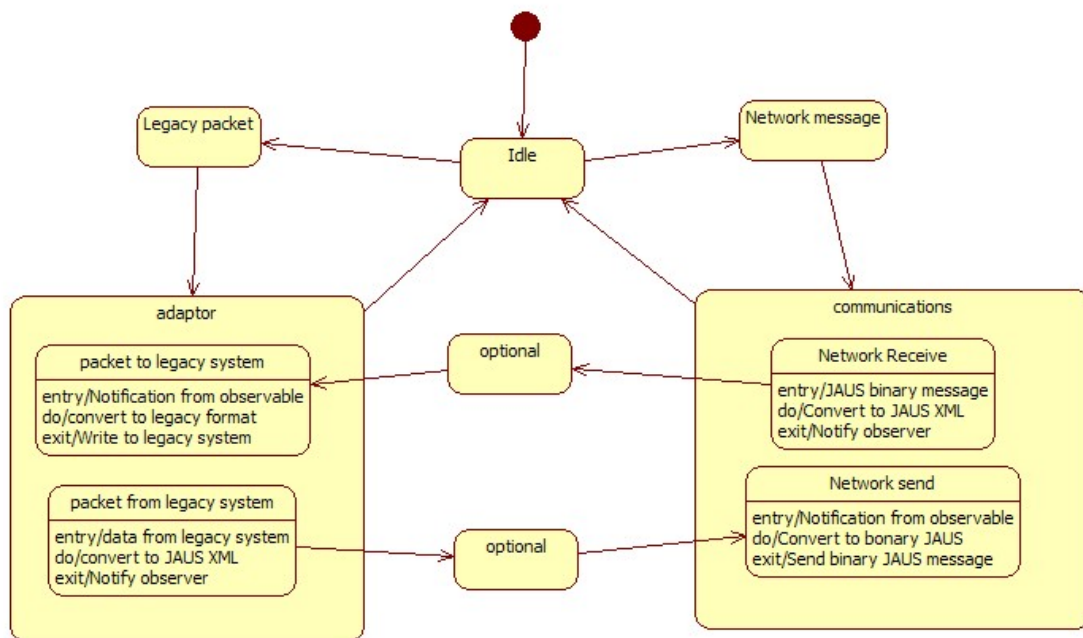 Legacy packet
Network message
Idle
adaptor
packet to legacy system
entry/Notification from observable
do/convert to legacy format
exit/Write to legacy system
packet from legacy system
entry/data from legacy system
do/convert to JAUS XML
exit/Notify observer
optional
optional
communications
Network Receive
entry/JAUS binary message
do/Convert to JAUS XML
exit/Notify observer
Network send
entry/Notification from observable
do/Convert to bonary JAUS
exit/Send binary JAUS message